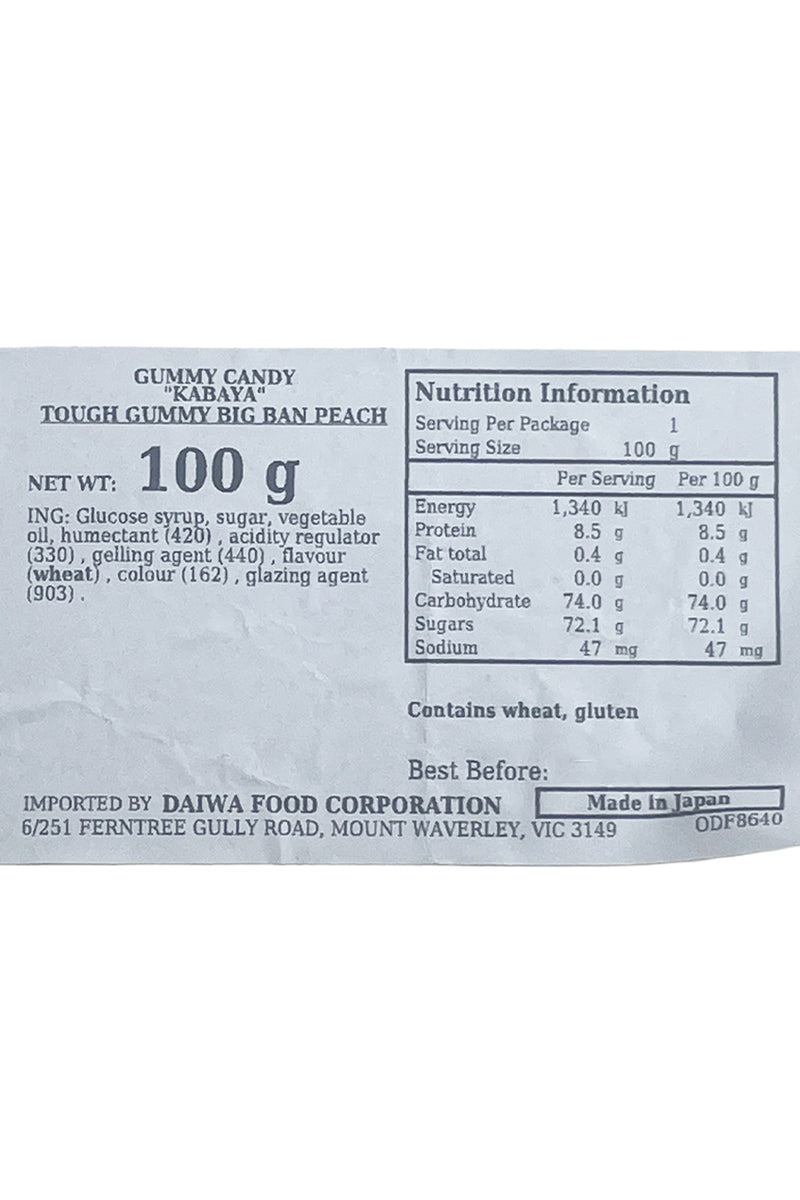 GUMMY CANDY
"KABAYA"
TOUGH GUMMY BIG BAN PEACH
NET WT: 100 g
ING: Glucose syrup, sugar, vegetable
oil, humectant (420) , acidity regulator
(330) , gelling agent (440) , flavour
(wheat) , colour (162) , glazing agent
(903) .
Nutrition Information
Serving Per Package 1
Serving Size 100 g
Per Serving Per 100 g
Energy 1,340 kJ 1,340 kJ
Protein 8.5 g 8.5 g
Fat total 0.4 g 0.4 g
Saturated 0.0 g 0.0 g
Carbohydrate 74.0 g 74.0 g
Sugars 72.1 g 72.1 g
Sodium 47 mg 47 mg
Contains wheat, gluten
Best Before:
IMPORTED BY DAIWA FOOD CORPORATION
Made in Japan
6/251 FERNTREE GULLY ROAD, MOUNT WAVERLEY, VIC 3149
ODF8640